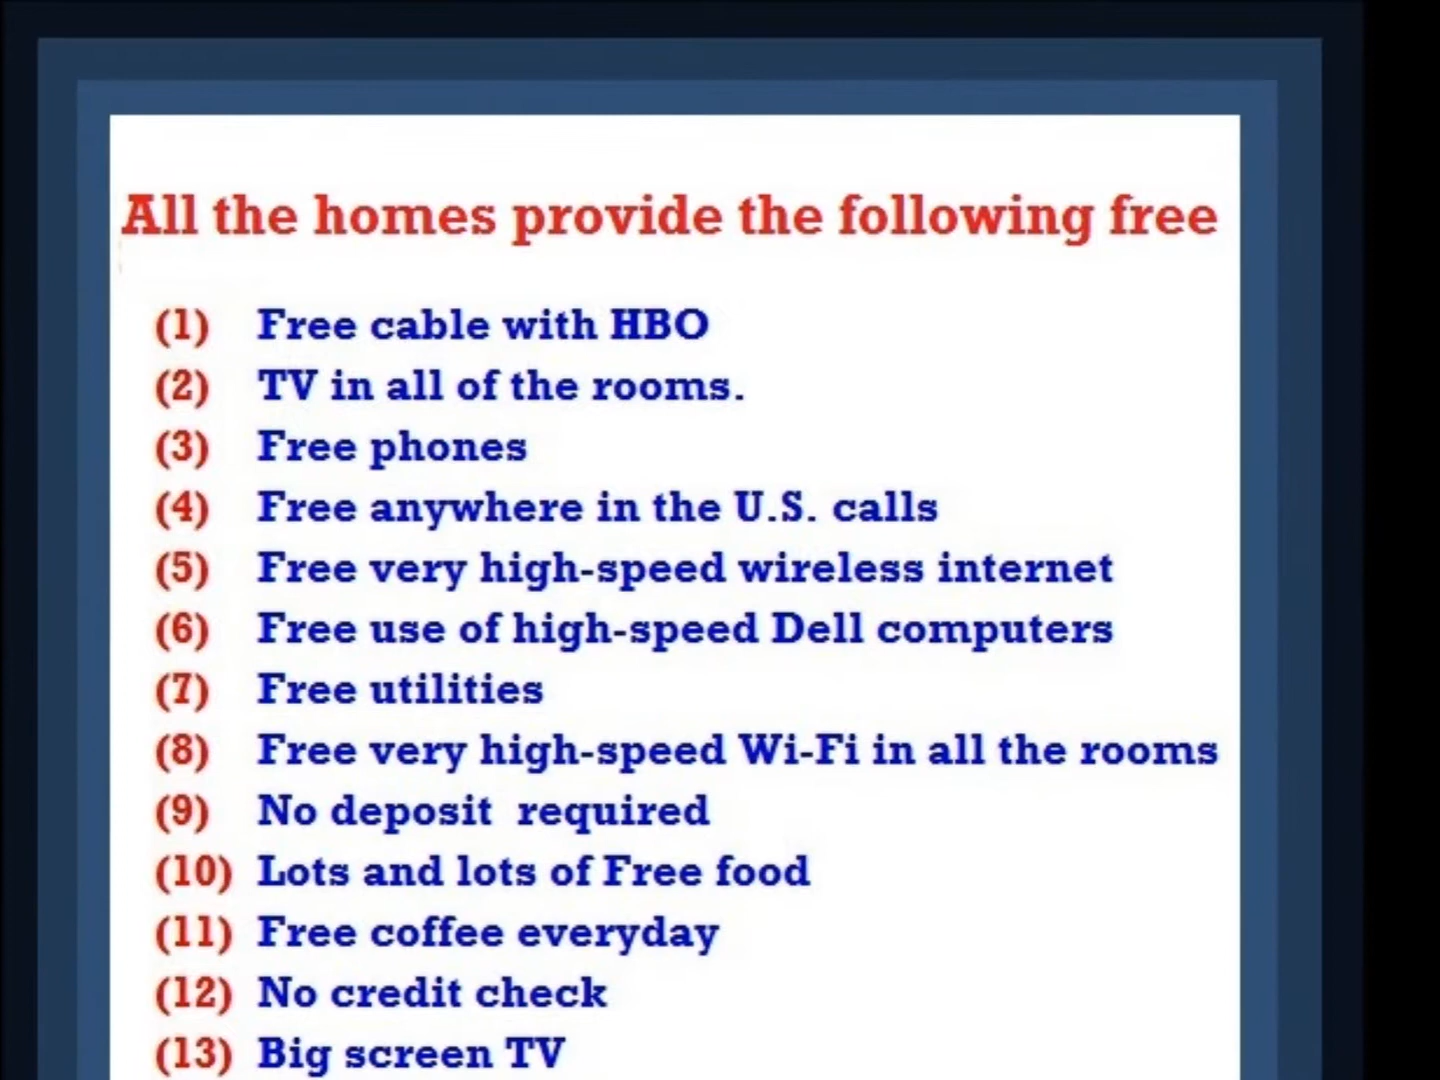 All the homes provide the following free
(1) Free cable with HBO
(2) TV in all of the rooms.
(3) Free phones
(4) Free anywhere in the U.S. calls
(5) Free very high-speed wireless internet
(6) Free use of high-speed Dell computers
(7) Free utilities
(8) Free very high-speed Wi-Fi in all the rooms
(9) No deposit  required
(10) Lots and lots of Free food
(11) Free coffee everyday
(12) No credit check
(13) Big screen TV